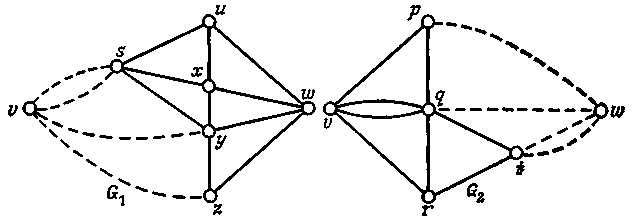 u p
s
x
v w v q w
y
t
G₁ z r G₂